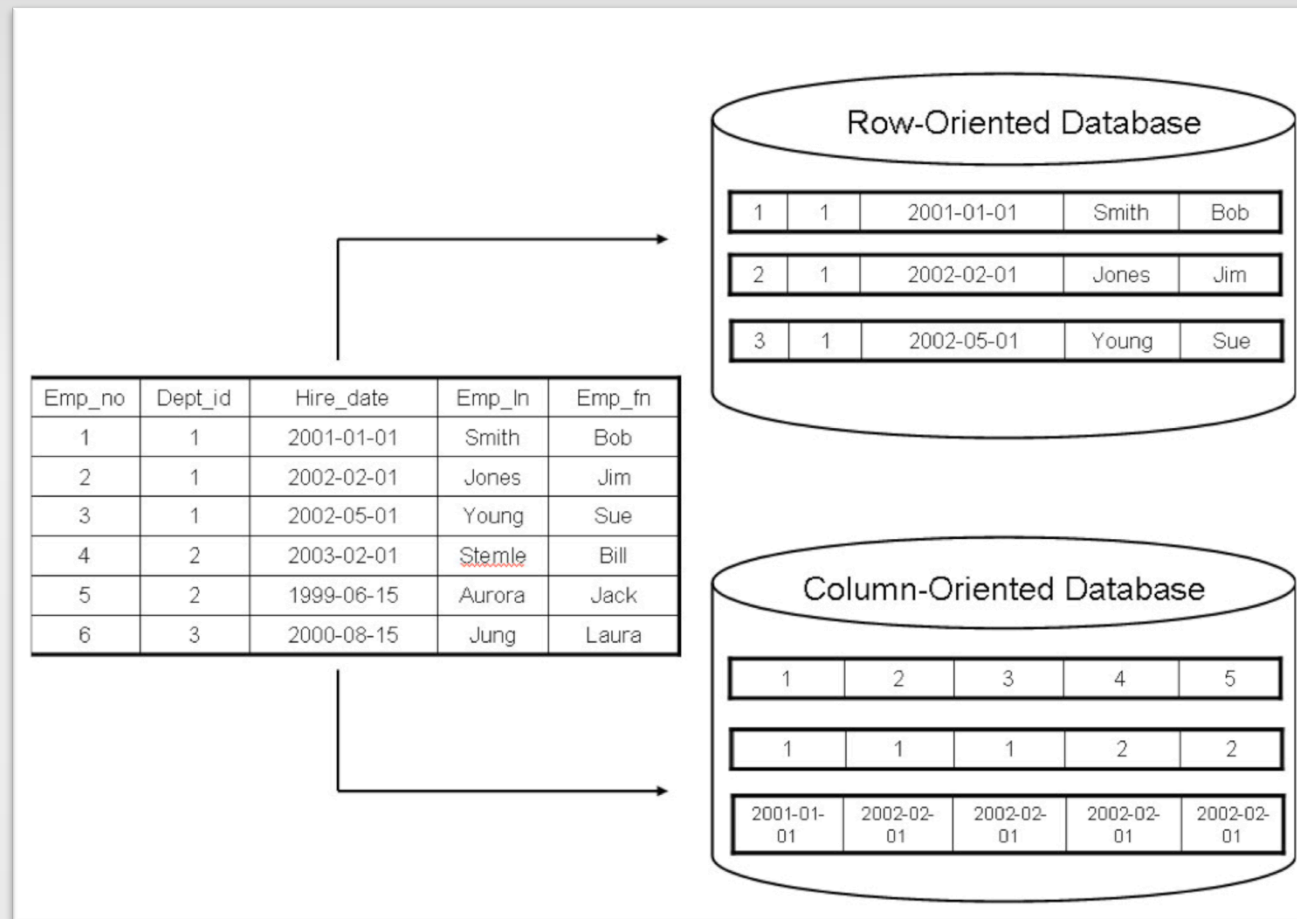 Row-Oriented Database
1 1 2001-01-01 Smith Bob
2 1 2002-02-01 Jones Jim
3 1 2002-05-01 Young Sue
Emp_no Dept_id Hire_date Emp_ln Emp_fn
1 1 2001-01-01 Smith Bob
2 1 2002-02-01 Jones Jim
3 1 2002-05-01 Young Sue
4 2 2003-02-01 Stemle Bill
5 2 1999-06-15 Aurora Jack
6 3 2000-08-15 Jung Laura
Column-Oriented Database
1 2 3 4 5
1 1 1 2 2
2001-01- 2002-02- 2002-02- 2002-02- 2002-02-
01 01 01 01 01